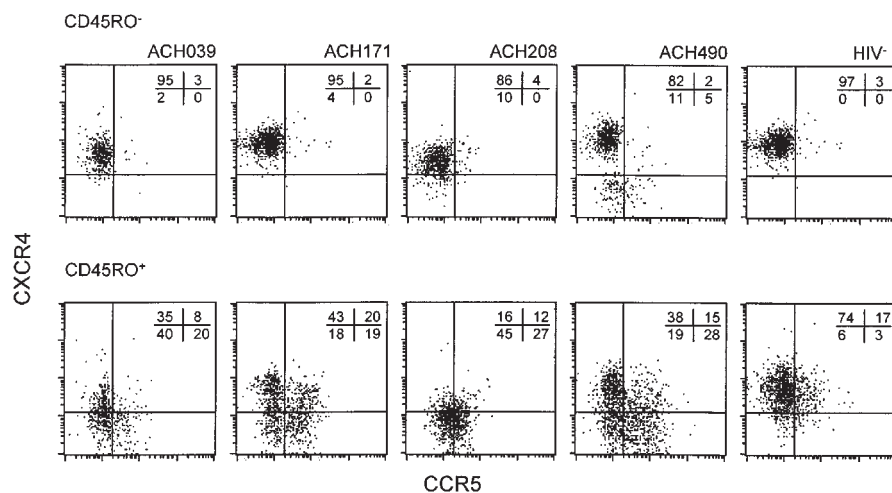 CD45RO-
ACH039 ACH171 ACH208 ACH490 HIV-
95 3 95 2 86 4 82 2 97 3
2 0 4 0 10 0 11 5 0 0
CXCR4
CD45RO+
35 8 43 20 16 12 38 15 74 17
40 20 18 19 45 27 19 28 6 3
CCR5